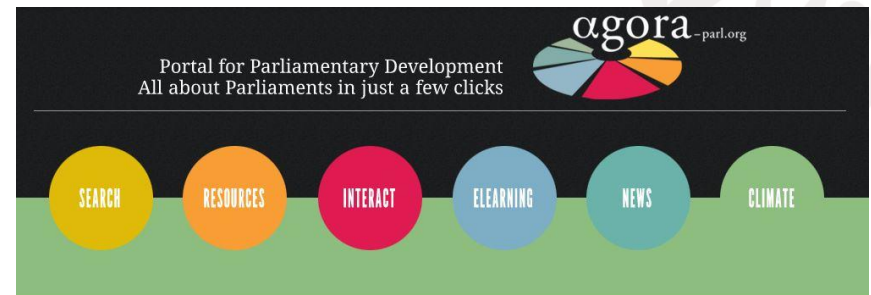 αgora-parl.org
Portal for Parliamentary Development
All about Parliaments in just a few clicks
SEARCH
RESOURCES
INTERACT
ELEARNING
NEWS
CLIMATE